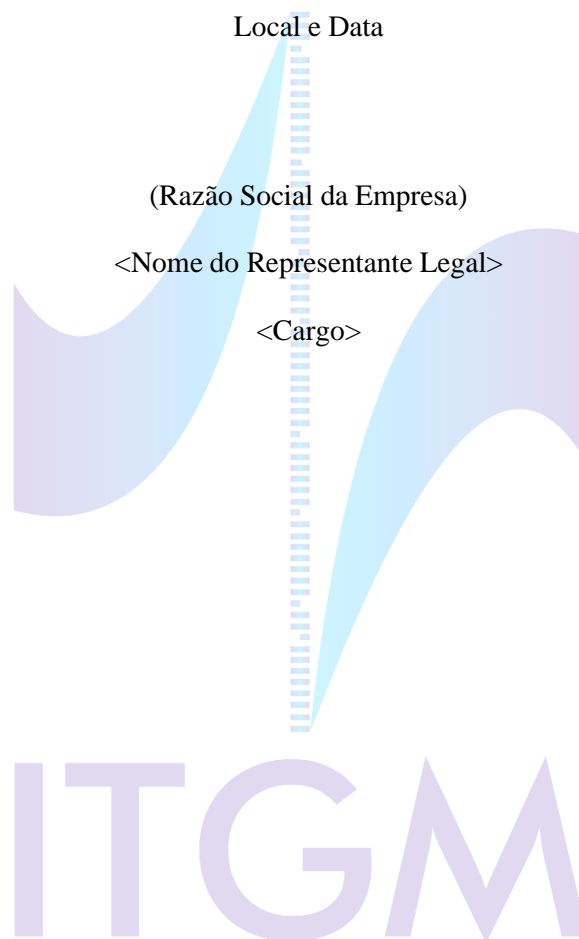 Local e Data
(Razão Social da Empresa)
<Nome do Representante Legal>
<Cargo>
ITGM